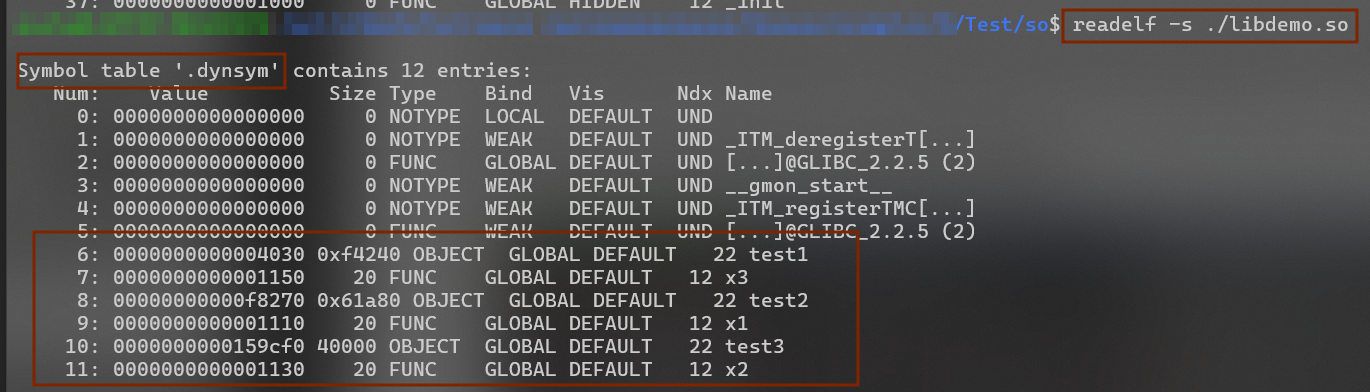 37: 0000000000001000     0 FUNC    GLOBAL HIDDEN    12 _init
/Test/so$ readelf -s ./libdemo.so
Symbol table '.dynsym' contains 12 entries:
   Num:    Value          Size Type    Bind   Vis      Ndx Name
     0: 0000000000000000     0 NOTYPE  LOCAL  DEFAULT  UND
     1: 0000000000000000     0 NOTYPE  WEAK   DEFAULT  UND _ITM_deregisterT[...]
     2: 0000000000000000     0 FUNC    GLOBAL DEFAULT  UND [...]@GLIBC_2.2.5 (2)
     3: 0000000000000000     0 NOTYPE  WEAK   DEFAULT  UND __gmon_start__
     4: 0000000000000000     0 NOTYPE  WEAK   DEFAULT  UND _ITM_registerTMC[...]
     5: 0000000000000000     0 FUNC    WEAK   DEFAULT  UND [...]@GLIBC_2.2.5 (2)
     6: 0000000000004030 0xf4240 OBJECT  GLOBAL DEFAULT   22 test1
     7: 0000000000001150    20 FUNC    GLOBAL DEFAULT   12 x3
     8: 00000000000f8270 0x61a80 OBJECT  GLOBAL DEFAULT   22 test2
     9: 0000000000001110    20 FUNC    GLOBAL DEFAULT   12 x1
    10: 0000000000159cf0 40000 OBJECT  GLOBAL DEFAULT   22 test3
    11: 0000000000001130    20 FUNC    GLOBAL DEFAULT   12 x2